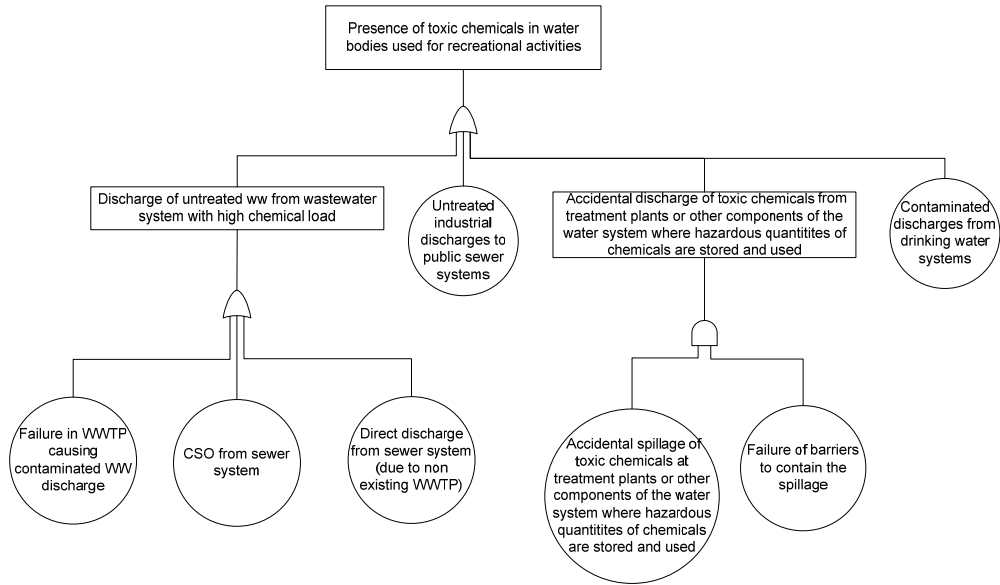 Presence of toxic chemicals in water
bodies used for recreational activities
Discharge of untreated ww from wastewater
system with high chemical load
Untreated
industrial
discharges to
public sewer
systems
Accidental discharge of toxic chemicals from
treatment plants or other components of the
water system where hazardous quantitites of
chemicals are stored and used
Contaminated
discharges from
drinking water
systems
Failure in WWTP
causing
contaminated WW
discharge
CSO from sewer
system
Direct discharge
from sewer system
(due to non
existing WWTP)
Accidental spillage of
toxic chemicals at
treatment plants or other
components of the water
system where hazardous
quantitites of chemicals
are stored and used
Failure of barriers
to contain the
spillage